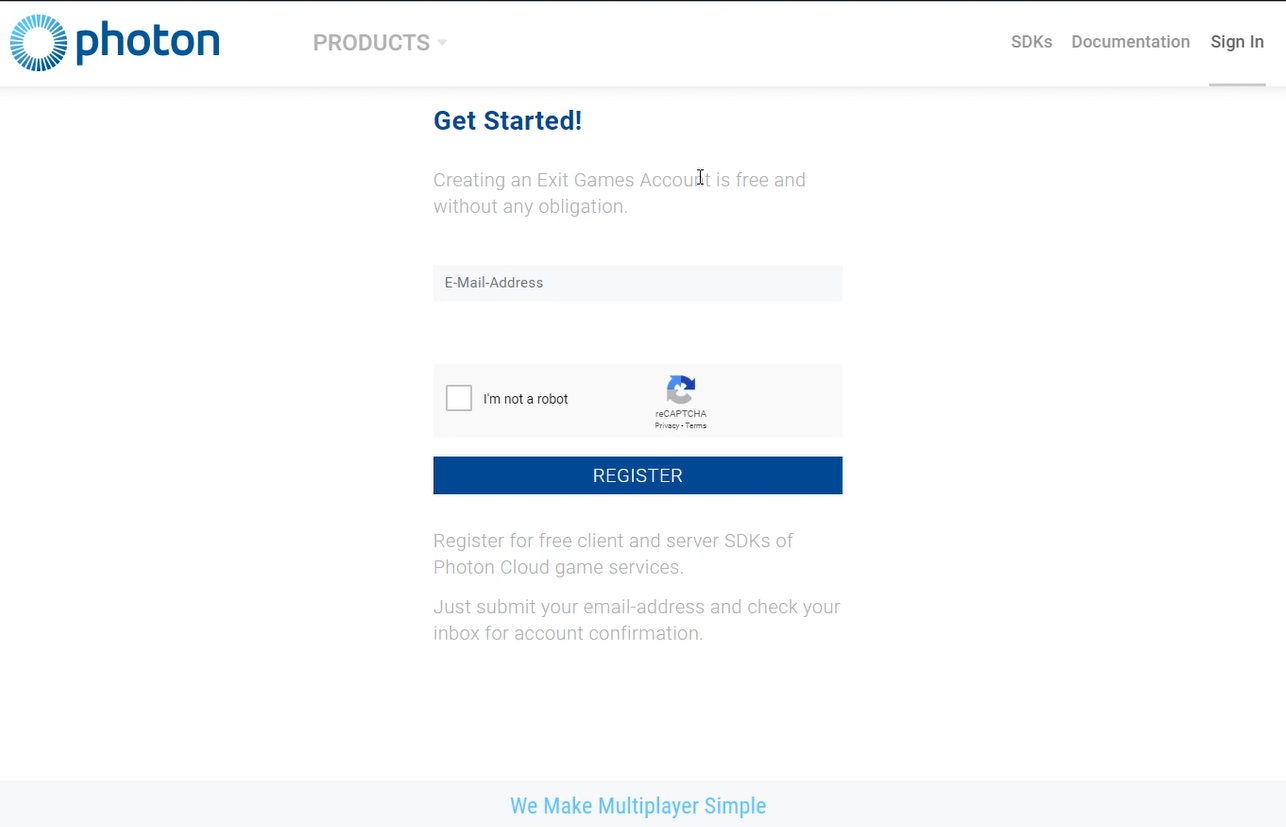 photon
PRODUCTS
SDKs Documentation Sign In
Get Started!
Creating an Exit Games Account is free and
without any obligation.
E-Mail-Address
I'm not a robot
reCAPTCHA
Privacy - Terms
REGISTER
Register for free client and server SDKs of
Photon Cloud game services.
Just submit your email-address and check your
inbox for account confirmation.
We Make Multiplayer Simple